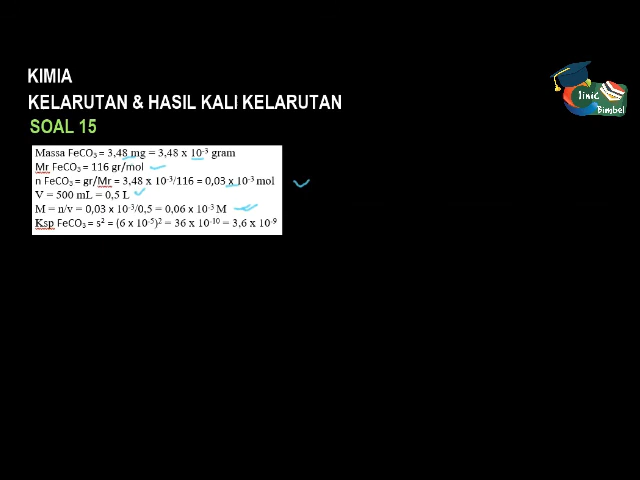 KIMIA
KELARUTAN & HASIL KALI KELARUTAN
SOAL 15
Massa FeCO₃ = 3,48 mg = 3,48 x 10⁻³ gram
Mr FeCO₃ = 116 gr/mol
n FeCO₃ = gr/Mr = 3,48 x 10⁻³/116 = 0,03 x 10⁻³ mol
V = 500 mL = 0,5 L
M = n/v = 0,03 x 10⁻³/0,5 = 0,06 x 10⁻³ M
Ksp FeCO₃ = s² = (6 x 10⁻⁵)² = 36 x 10⁻¹⁰ = 3,6 x 10⁻⁹
linic
Bimbel